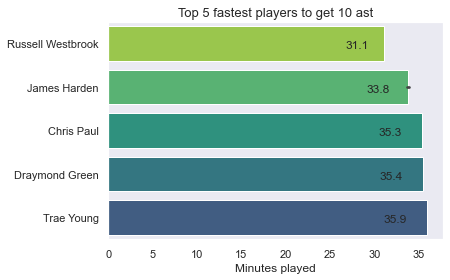 Top 5 fastest players to get 10 ast
Russell Westbrook 31.1
James Harden 33.8
Chris Paul 35.3
Draymond Green 35.4
Trae Young 35.9
0 5 10 15 20 25 30 35
Minutes played